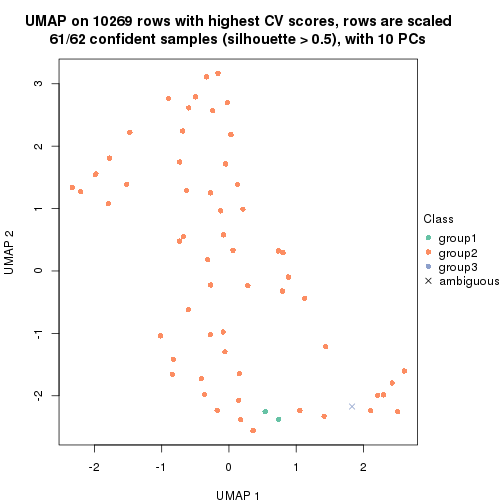 UMAP on 10269 rows with highest CV scores, rows are scaled
61/62 confident samples (silhouette > 0.5), with 10 PCs
3
2
1
0
-1
-2
UMAP 2
-2
-1
0
1
2
UMAP 1
Class
group1
group2
group3
ambiguous